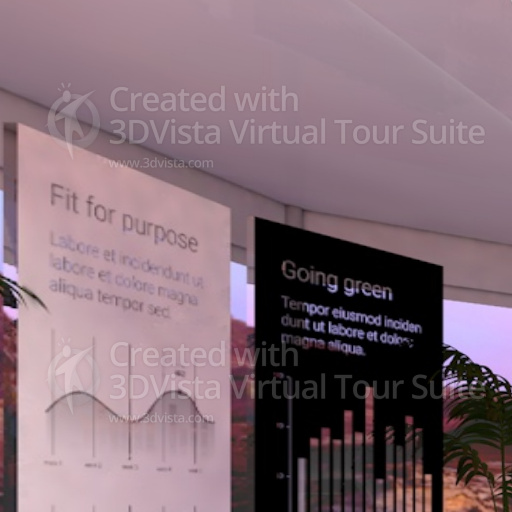 Created with
3DVista Virtual Tour Suite
www.3dvista.com
Fit for purpose
Labore et incidendunt ut
labore et dolore magna
aliqua tempor sed.
Going green
Tempor eiusmod inciden
dunt ut labore et dolor
magna aliqua.
Created with
3DVista Virtual Tour Suite
www.3dvista.com